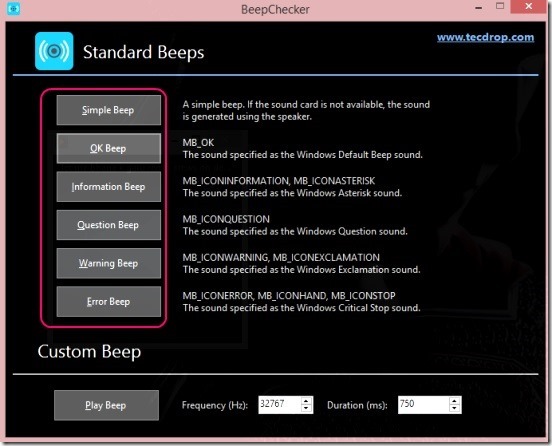 BeepChecker
www.tecdrop.com
Standard Beeps
Simple Beep
A simple beep. If the sound card is not available, the sound
is generated using the speaker.
OK Beep
MB_OK
The sound specified as the Windows Default Beep sound.
Information Beep
MB_ICONINFORMATION, MB_ICONASTERISK
The sound specified as the Windows Asterisk sound.
Question Beep
MB_ICONQUESTION
The sound specified as the Windows Question sound.
Warning Beep
MB_ICONWARNING, MB_ICONEXCLAMATION
The sound specified as the Windows Exclamation sound.
Error Beep
MB_ICONERROR, MB_ICONHAND, MB_ICONSTOP
The sound specified as the Windows Critical Stop sound.
Custom Beep
Play Beep
Frequency (Hz): 32767 Duration (ms): 750